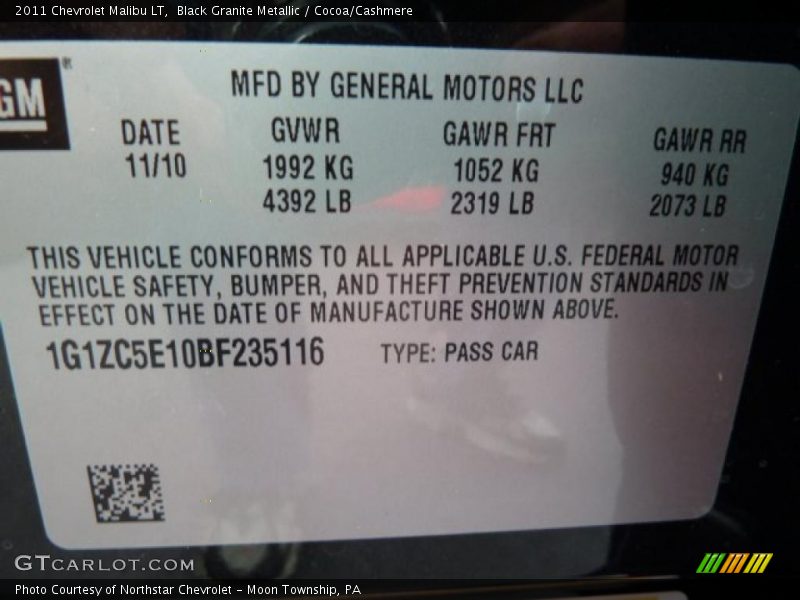 2011 Chevrolet Malibu LT, Black Granite Metallic / Cocoa/Cashmere
GM®
MFD BY GENERAL MOTORS LLC
DATE GVWR GAWR FRT GAWR RR
11/10 1992 KG 1052 KG 940 KG
4392 LB 2319 LB 2073 LB
THIS VEHICLE CONFORMS TO ALL APPLICABLE U.S. FEDERAL MOTOR
VEHICLE SAFETY, BUMPER, AND THEFT PREVENTION STANDARDS IN
EFFECT ON THE DATE OF MANUFACTURE SHOWN ABOVE.
1G1ZC5E10BF235116 TYPE: PASS CAR
GTCARLOT.COM
Photo Courtesy of Northstar Chevrolet - Moon Township, PA